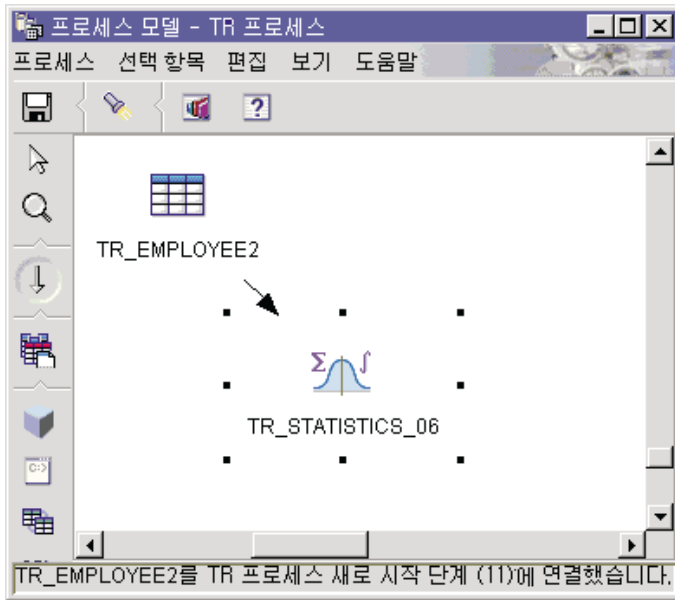 프로세스 모델 - TR 프로세스
프로세스 선택 항목 편집 보기 도움말
TR_EMPLOYEE2
TR_STATISTICS_06
TR_EMPLOYEE2를 TR 프로세스 새로 시작 단계 (11)에 연결했습니다.